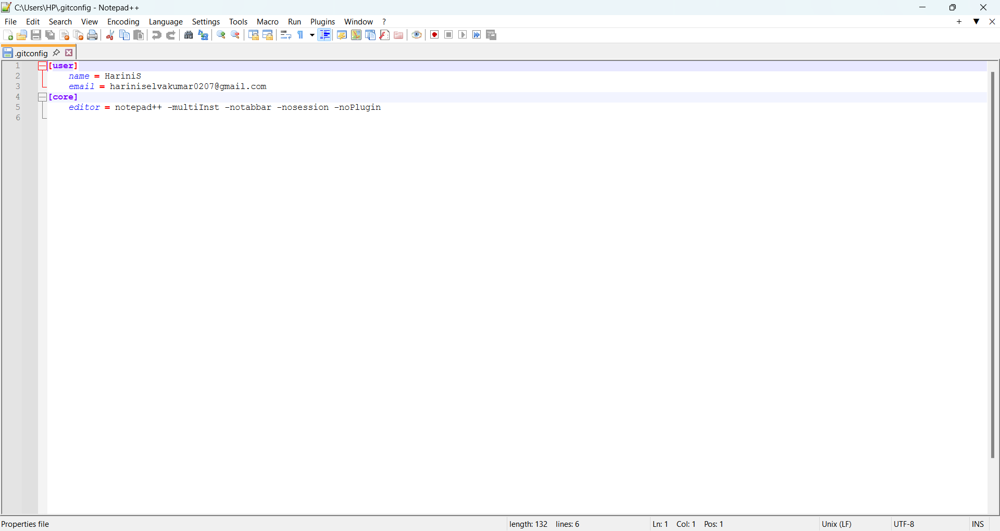 C:\Users\HP\.gitconfig - Notepad++
File Edit Search View Encoding Language Settings Tools Macro Run Plugins Window ?
.gitconfig
1 [user]
2 name = HariniS
3 email = hariniselvakumar0207@gmail.com
4 [core]
5 editor = notepad++ -multiInst -notabbar -nosession -noPlugin
6
Properties file length: 132 lines: 6 Ln: 1 Col: 1 Pos: 1 Unix (LF) UTF-8 INS